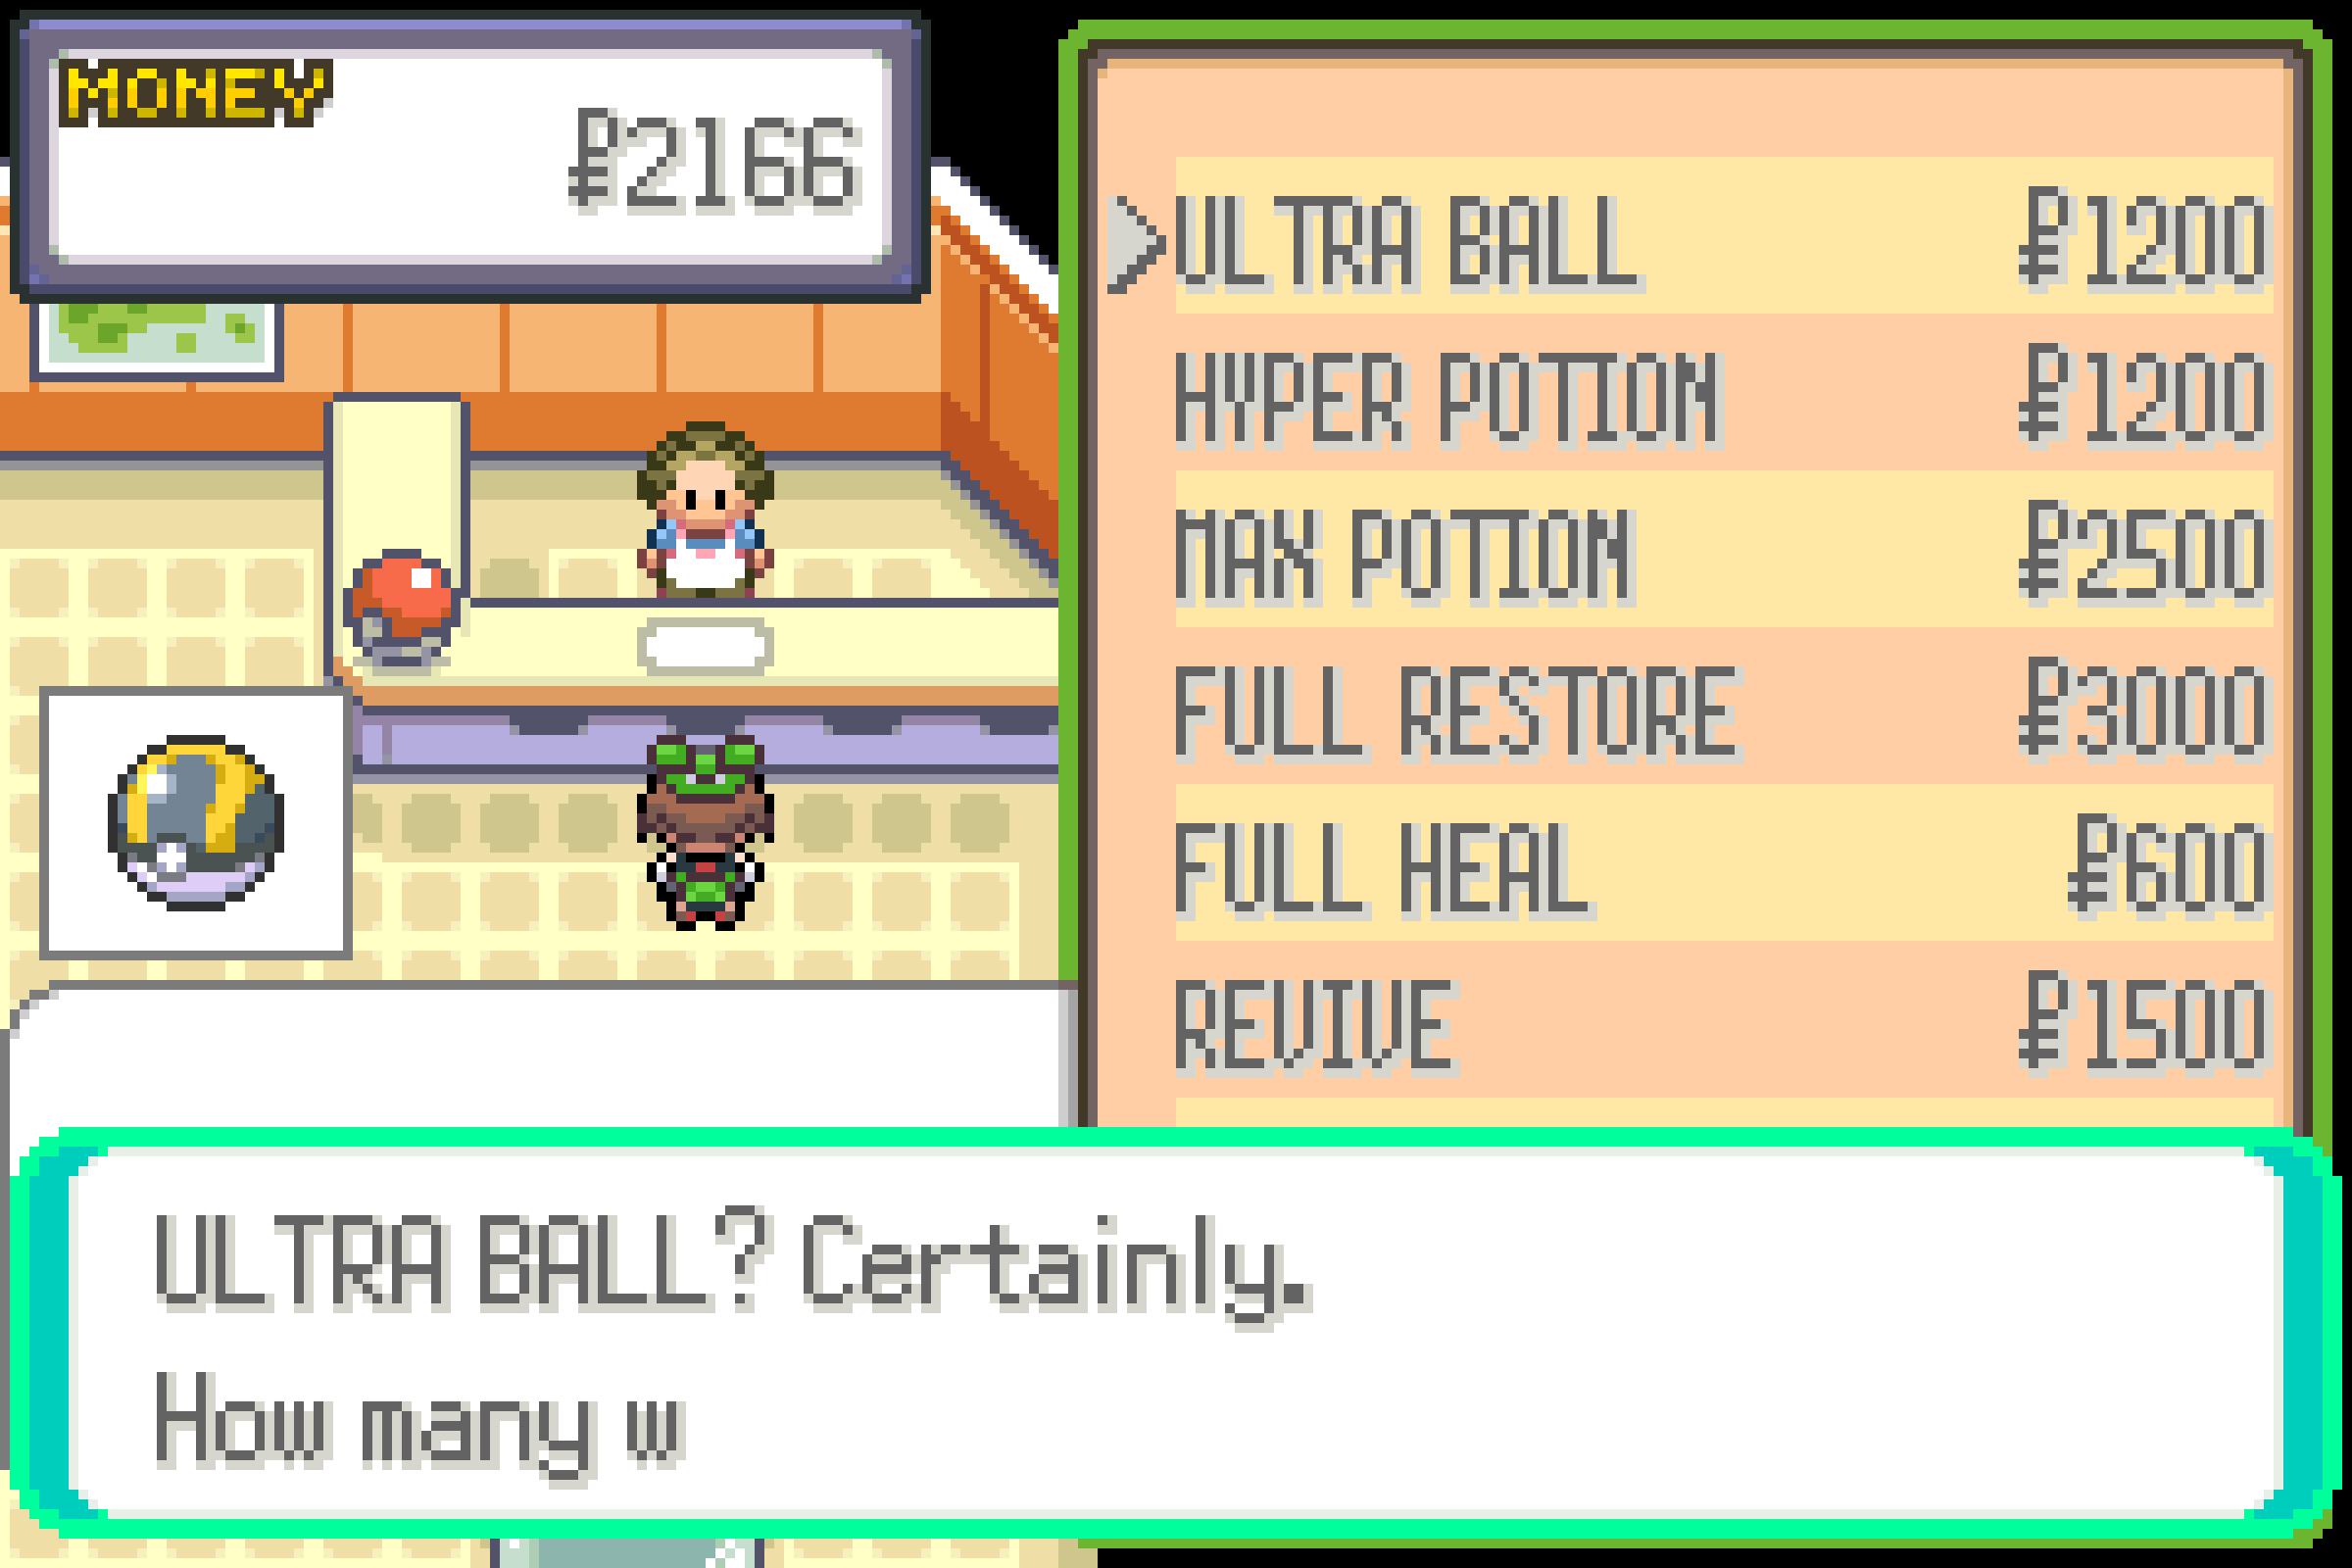 MONEY
₽2166
ULTRA BALL ₽1200
HYPER POTION ₽1200
MAX POTION ₽2500
FULL RESTORE ₽3000
FULL HEAL ₽600
REVIVE ₽1500
ULTRA BALL? Certainly.
How many w